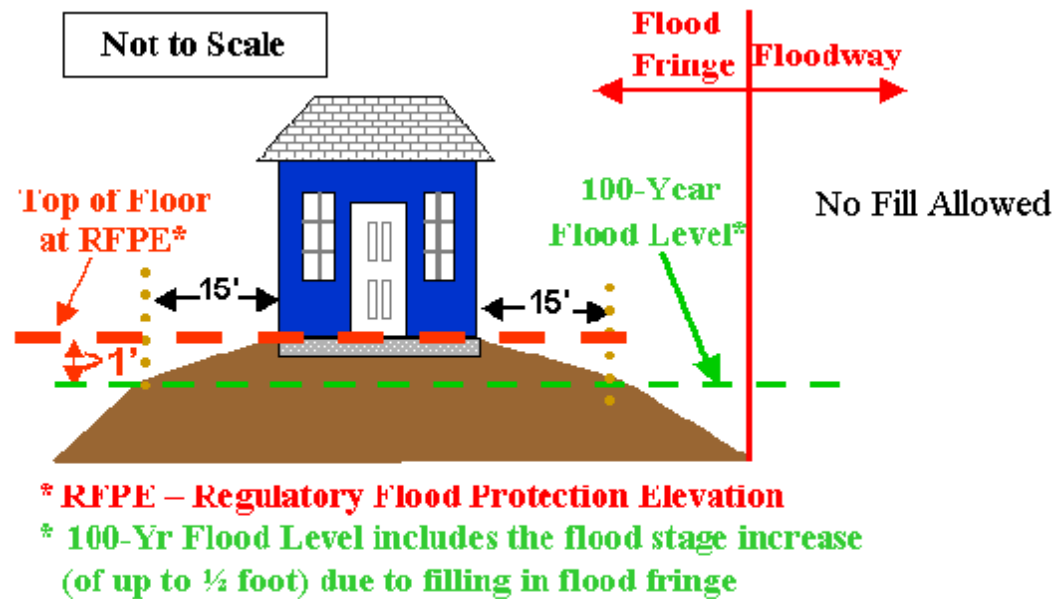 Not to Scale
Flood
Fringe
Floodway
Top of Floor
at RFPE*
100-Year
Flood Level*
No Fill Allowed
15'
15'
>1'
* RFPE – Regulatory Flood Protection Elevation
* 100-Yr Flood Level includes the flood stage increase
(of up to ½ foot) due to filling in flood fringe